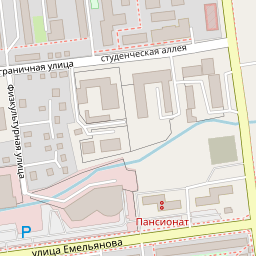 студенческая аллея
граничная улица
Физкультурная улица
Пансионат
P
улица Емельянова